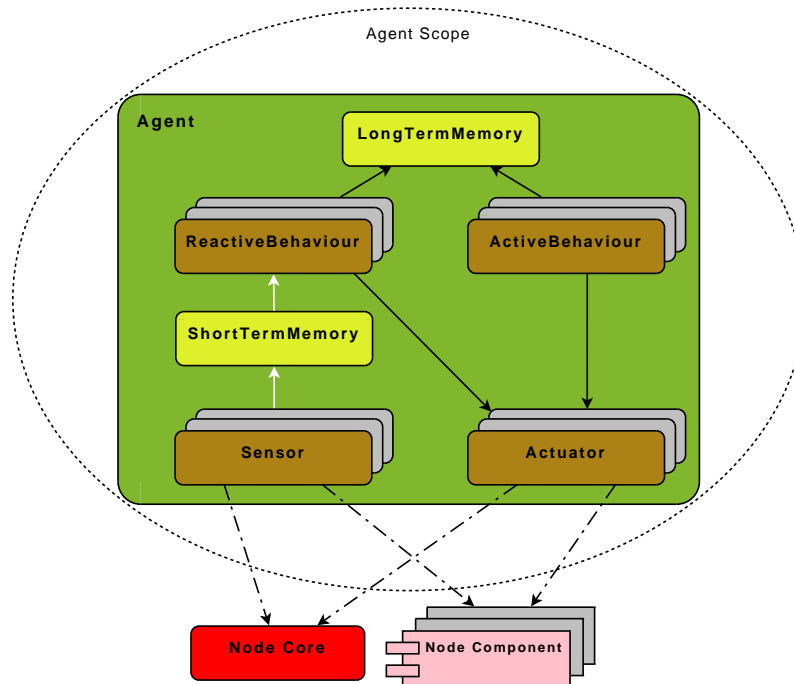 Agent Scope
Agent
LongTermMemory
ReactiveBehaviour
ActiveBehaviour
ShortTermMemory
Sensor
Actuator
Node Core
Node Component